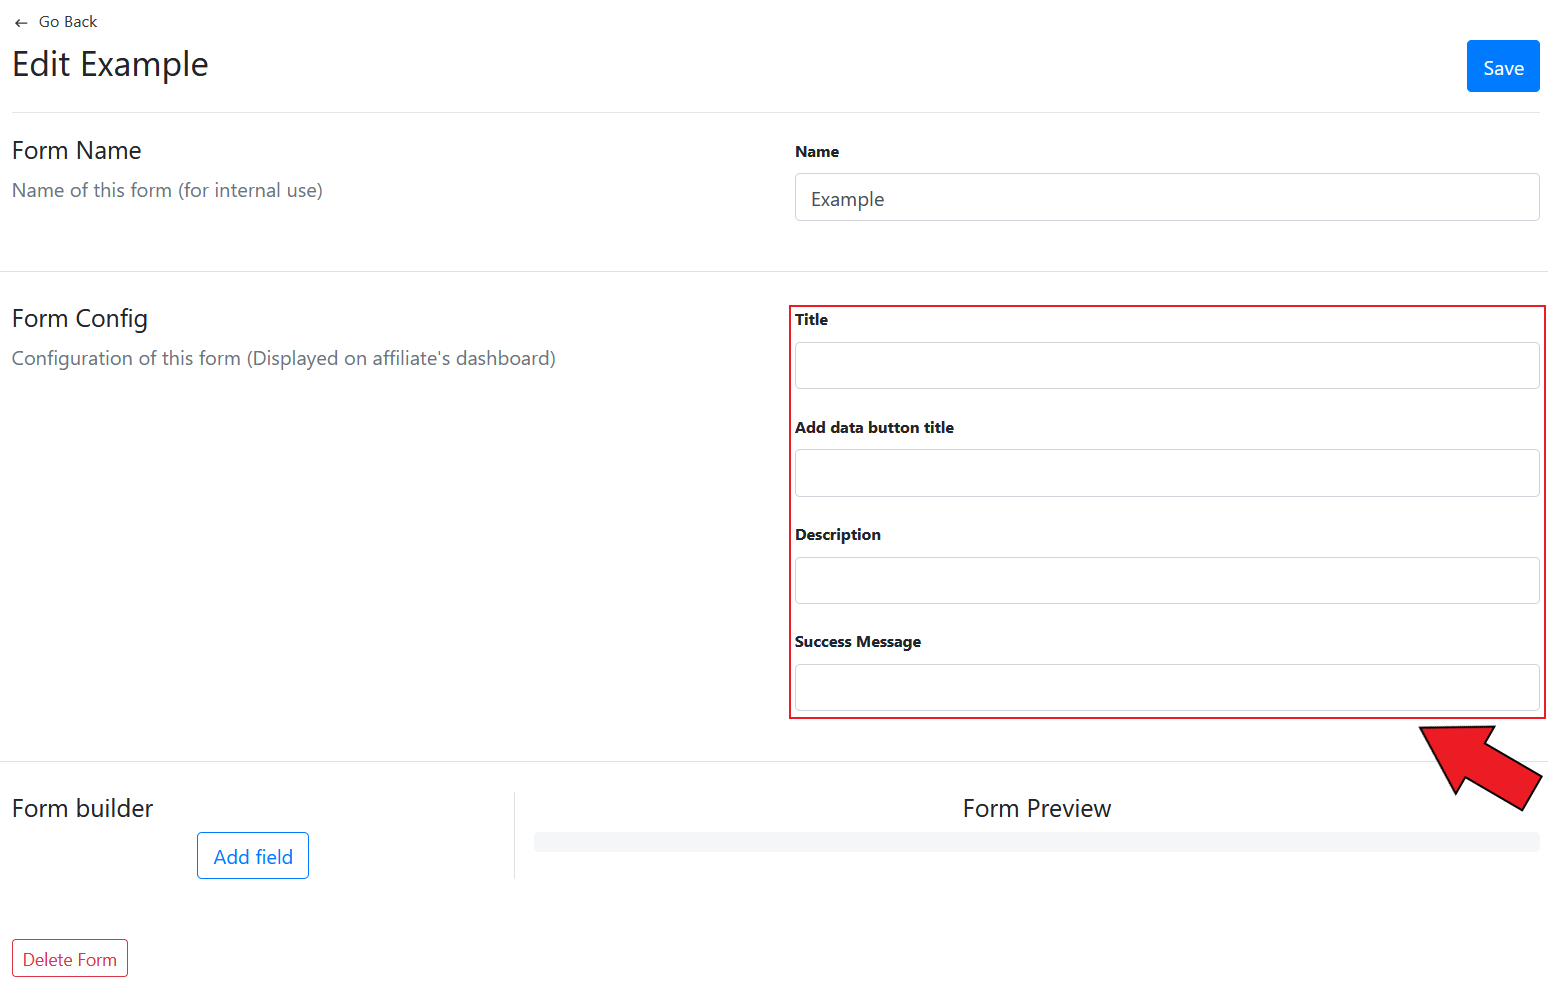 Go Back
Edit Example
Save
Form Name
Name of this form (for internal use)
Name
Example
Form Config
Configuration of this form (Displayed on affiliate's dashboard)
Title
Add data button title
Description
Success Message
Form builder
Add field
Form Preview
Delete Form